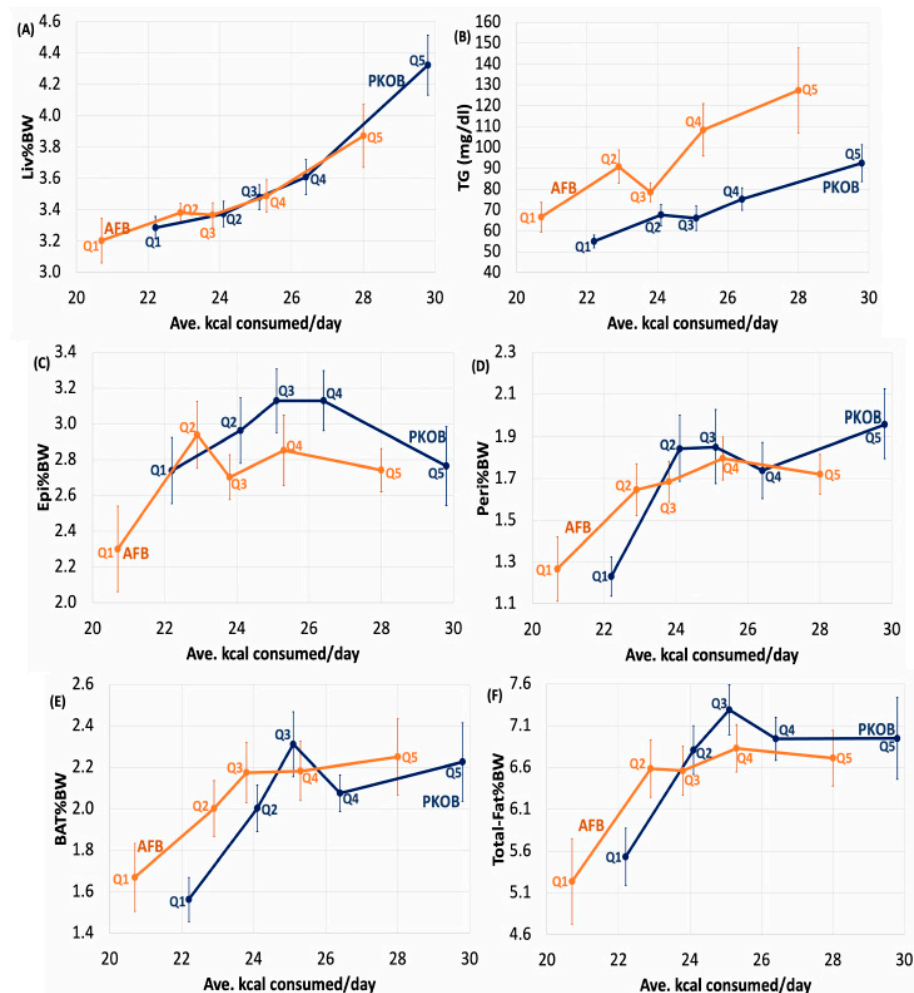 (A)
4.6
4.4
4.2
4.0
3.8
3.6
3.4
3.2
3.0
Liv%BW
Q1
AFB
Q2
Q3
Q4
Q5
Q1
Q2
Q3
Q4
Q5
PKOB
20 22 24 26 28 30
Ave. kcal consumed/day
(B)
160
150
140
130
120
110
100
90
80
70
60
50
40
TG (mg/dl)
Q1
AFB
Q2
Q3
Q4
Q5
Q1
Q2
Q3
Q4
Q5
PKOB
20 22 24 26 28 30
Ave. kcal consumed/day
(C)
3.4
3.2
3.0
2.8
2.6
2.4
2.2
2.0
Epi%BW
Q1
AFB
Q2
Q3
Q4
Q5
Q1
Q2
Q3
Q4
PKOB
Q5
20 22 24 26 28 30
Ave. kcal consumed/day
(D)
2.3
2.1
1.9
1.7
1.5
1.3
1.1
Peri%BW
Q1
AFB
Q2
Q3
Q4
Q5
Q1
Q2
Q3
Q4
PKOB
Q5
20 22 24 26 28 30
Ave. kcal consumed/day
(E)
2.6
2.4
2.2
2.0
1.8
1.6
1.4
BAT%BW
Q1
AFB
Q2
Q3
Q4
Q5
Q1
Q2
Q3
Q4
Q5
PKOB
20 22 24 26 28 30
Ave. kcal consumed/day
(F)
7.6
7.1
6.6
6.1
5.6
5.1
4.6
Total-Fat%BW
Q1
AFB
Q2
Q3
Q4
Q5
Q1
Q2
Q3
Q4
PKOB
Q5
20 22 24 26 28 30
Ave. kcal consumed/day